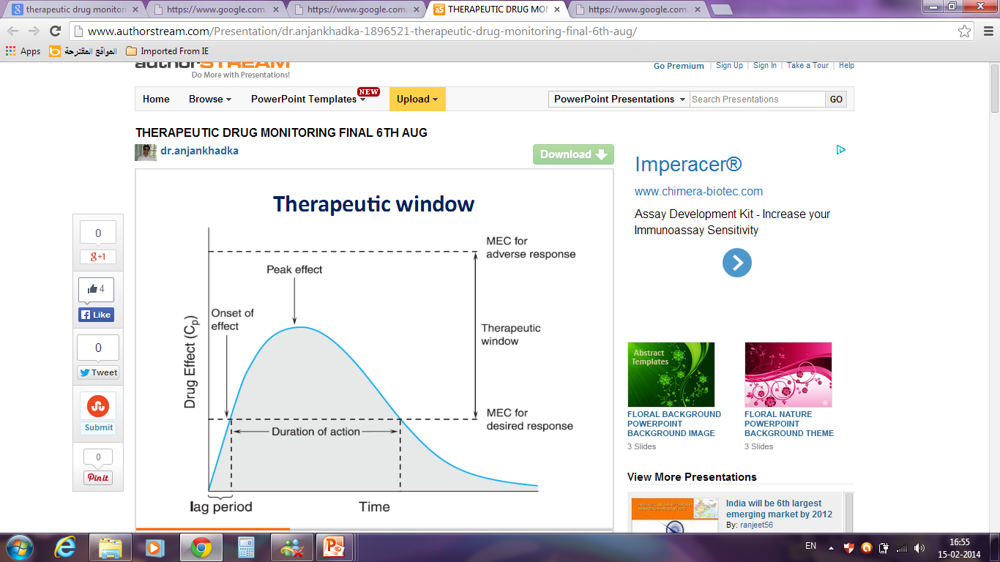 therapeutic drug monitori
https://www.google.com.
https://www.google.com.
THERAPEUTIC DRUG MON
https://www.google.com.
www.authorstream.com/Presentation/dr.anjankhadka-1896521-therapeutic-drug-monitoring-final-6th-aug/
Apps
المواقع المقترحة
Imported From IE
authorSTREAM
Do More with Presentations!
Go Premium | Sign Up | Sign In | Take a Tour | Help
Home
Browse
PowerPoint Templates
NEW
Upload
PowerPoint Presentations
Search Presentations
GO
THERAPEUTIC DRUG MONITORING FINAL 6TH AUG
dr.anjankhadka
Download
Therapeutic window
MEC for
adverse response
Peak effect
Onset of
effect
Drug Effect (Cp)
Therapeutic
window
MEC for
desired response
Duration of action
lag period
Time
0
g+1
4
Like
0
Tweet
Submit
0
Pin it
Imperacer®
www.chimera-biotec.com
Assay Development Kit - Increase your
Immunoassay Sensitivity
Abstract
Templates
FLORAL BACKGROUND
POWERPOINT
BACKGROUND IMAGE
3 Slides
FLORAL NATURE
POWERPOINT
BACKGROUND THEME
3 Slides
View More Presentations
India will be 6th largest
emerging market by 2012
By: ranjeet56
EN
16:55
15-02-2014